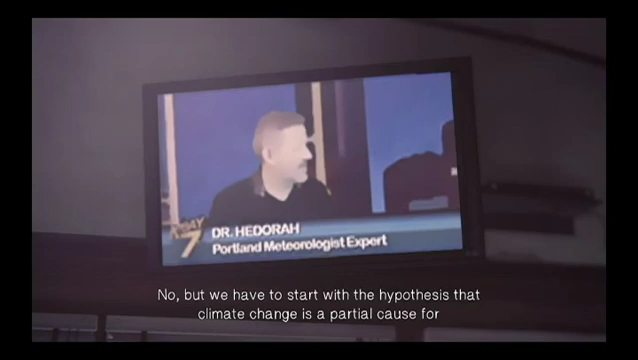 7
DR. HEDORAH
Portland Meteorologist Expert
No, but we have to start with the hypothesis that
climate change is a partial cause for